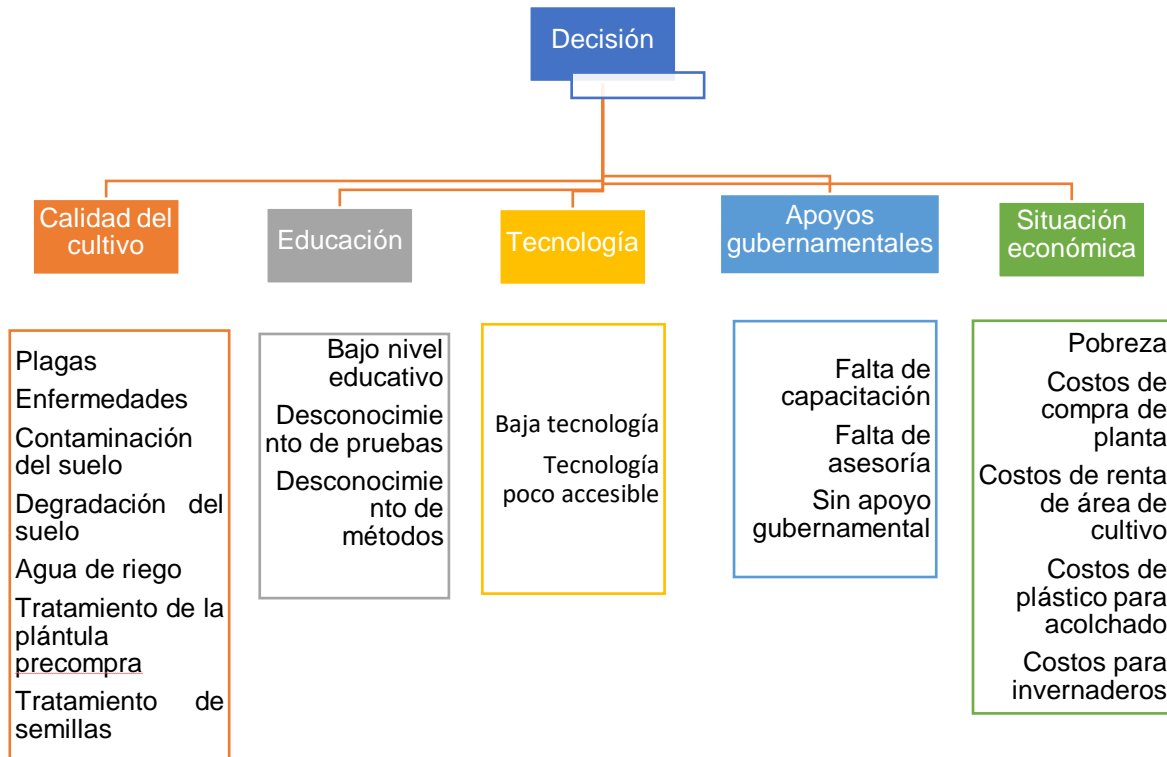 Decisión
Calidad del
cultivo
Educación
Tecnología
Apoyos
gubernamentales
Situación
económica
Plagas
Enfermedades
Contaminación
del suelo
Degradación del
suelo
Agua de riego
Tratamiento de la
plántula
precompra
Tratamiento de
semillas
Bajo nivel
educativo
Desconocimie
nto de pruebas
Desconocimie
nto de
métodos
Baja tecnología
Tecnología
poco accesible
Falta de
capacitación
Falta de
asesoría
Sin apoyo
gubernamental
Pobreza
Costos de
compra de
planta
Costos de renta
de área de
cultivo
Costos de
plástico para
acolchado
Costos para
invernaderos